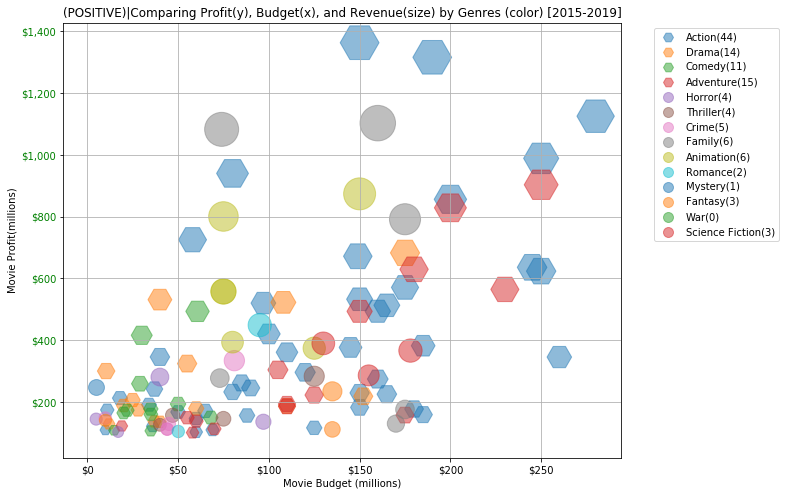 (POSITIVE)|Comparing Profit(y), Budget(x), and Revenue(size) by Genres (color) [2015-2019]
$1,400
$1,200
$1,000
$800
$600
$400
$200
Movie Profit(millions)
$0
$50
$100
$150
$200
$250
Movie Budget (millions)
Action(44)
Drama(14)
Comedy(11)
Adventure(15)
Horror(4)
Thriller(4)
Crime(5)
Family(6)
Animation(6)
Romance(2)
Mystery(1)
Fantasy(3)
War(0)
Science Fiction(3)